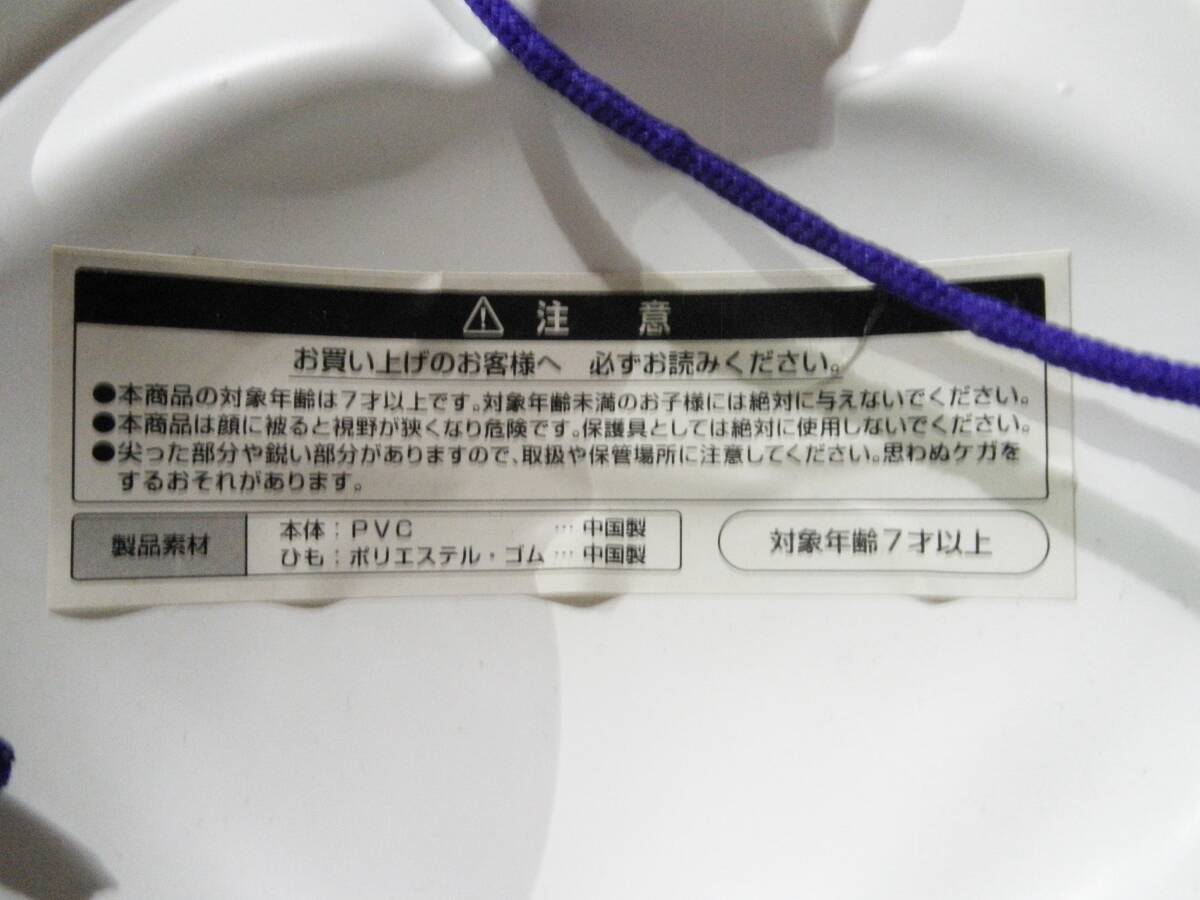 ⚠ 注 意
お買い上げのお客様へ 必ずお読みください。
●本商品の対象年齢は7才以上です。対象年齢未満のお子様には絶対に与えないでください。
●本商品は顔に被ると視野が狭くなり危険です。保護具としては絶対に使用しないでください。
●尖った部分や鋭い部分がありますので、取扱や保管場所に注意してください。思わぬケガを
するおそれがあります。
製品素材
本体:PVC …中国製
ひも:ポリエステル・ゴム…中国製
対象年齢7才以上